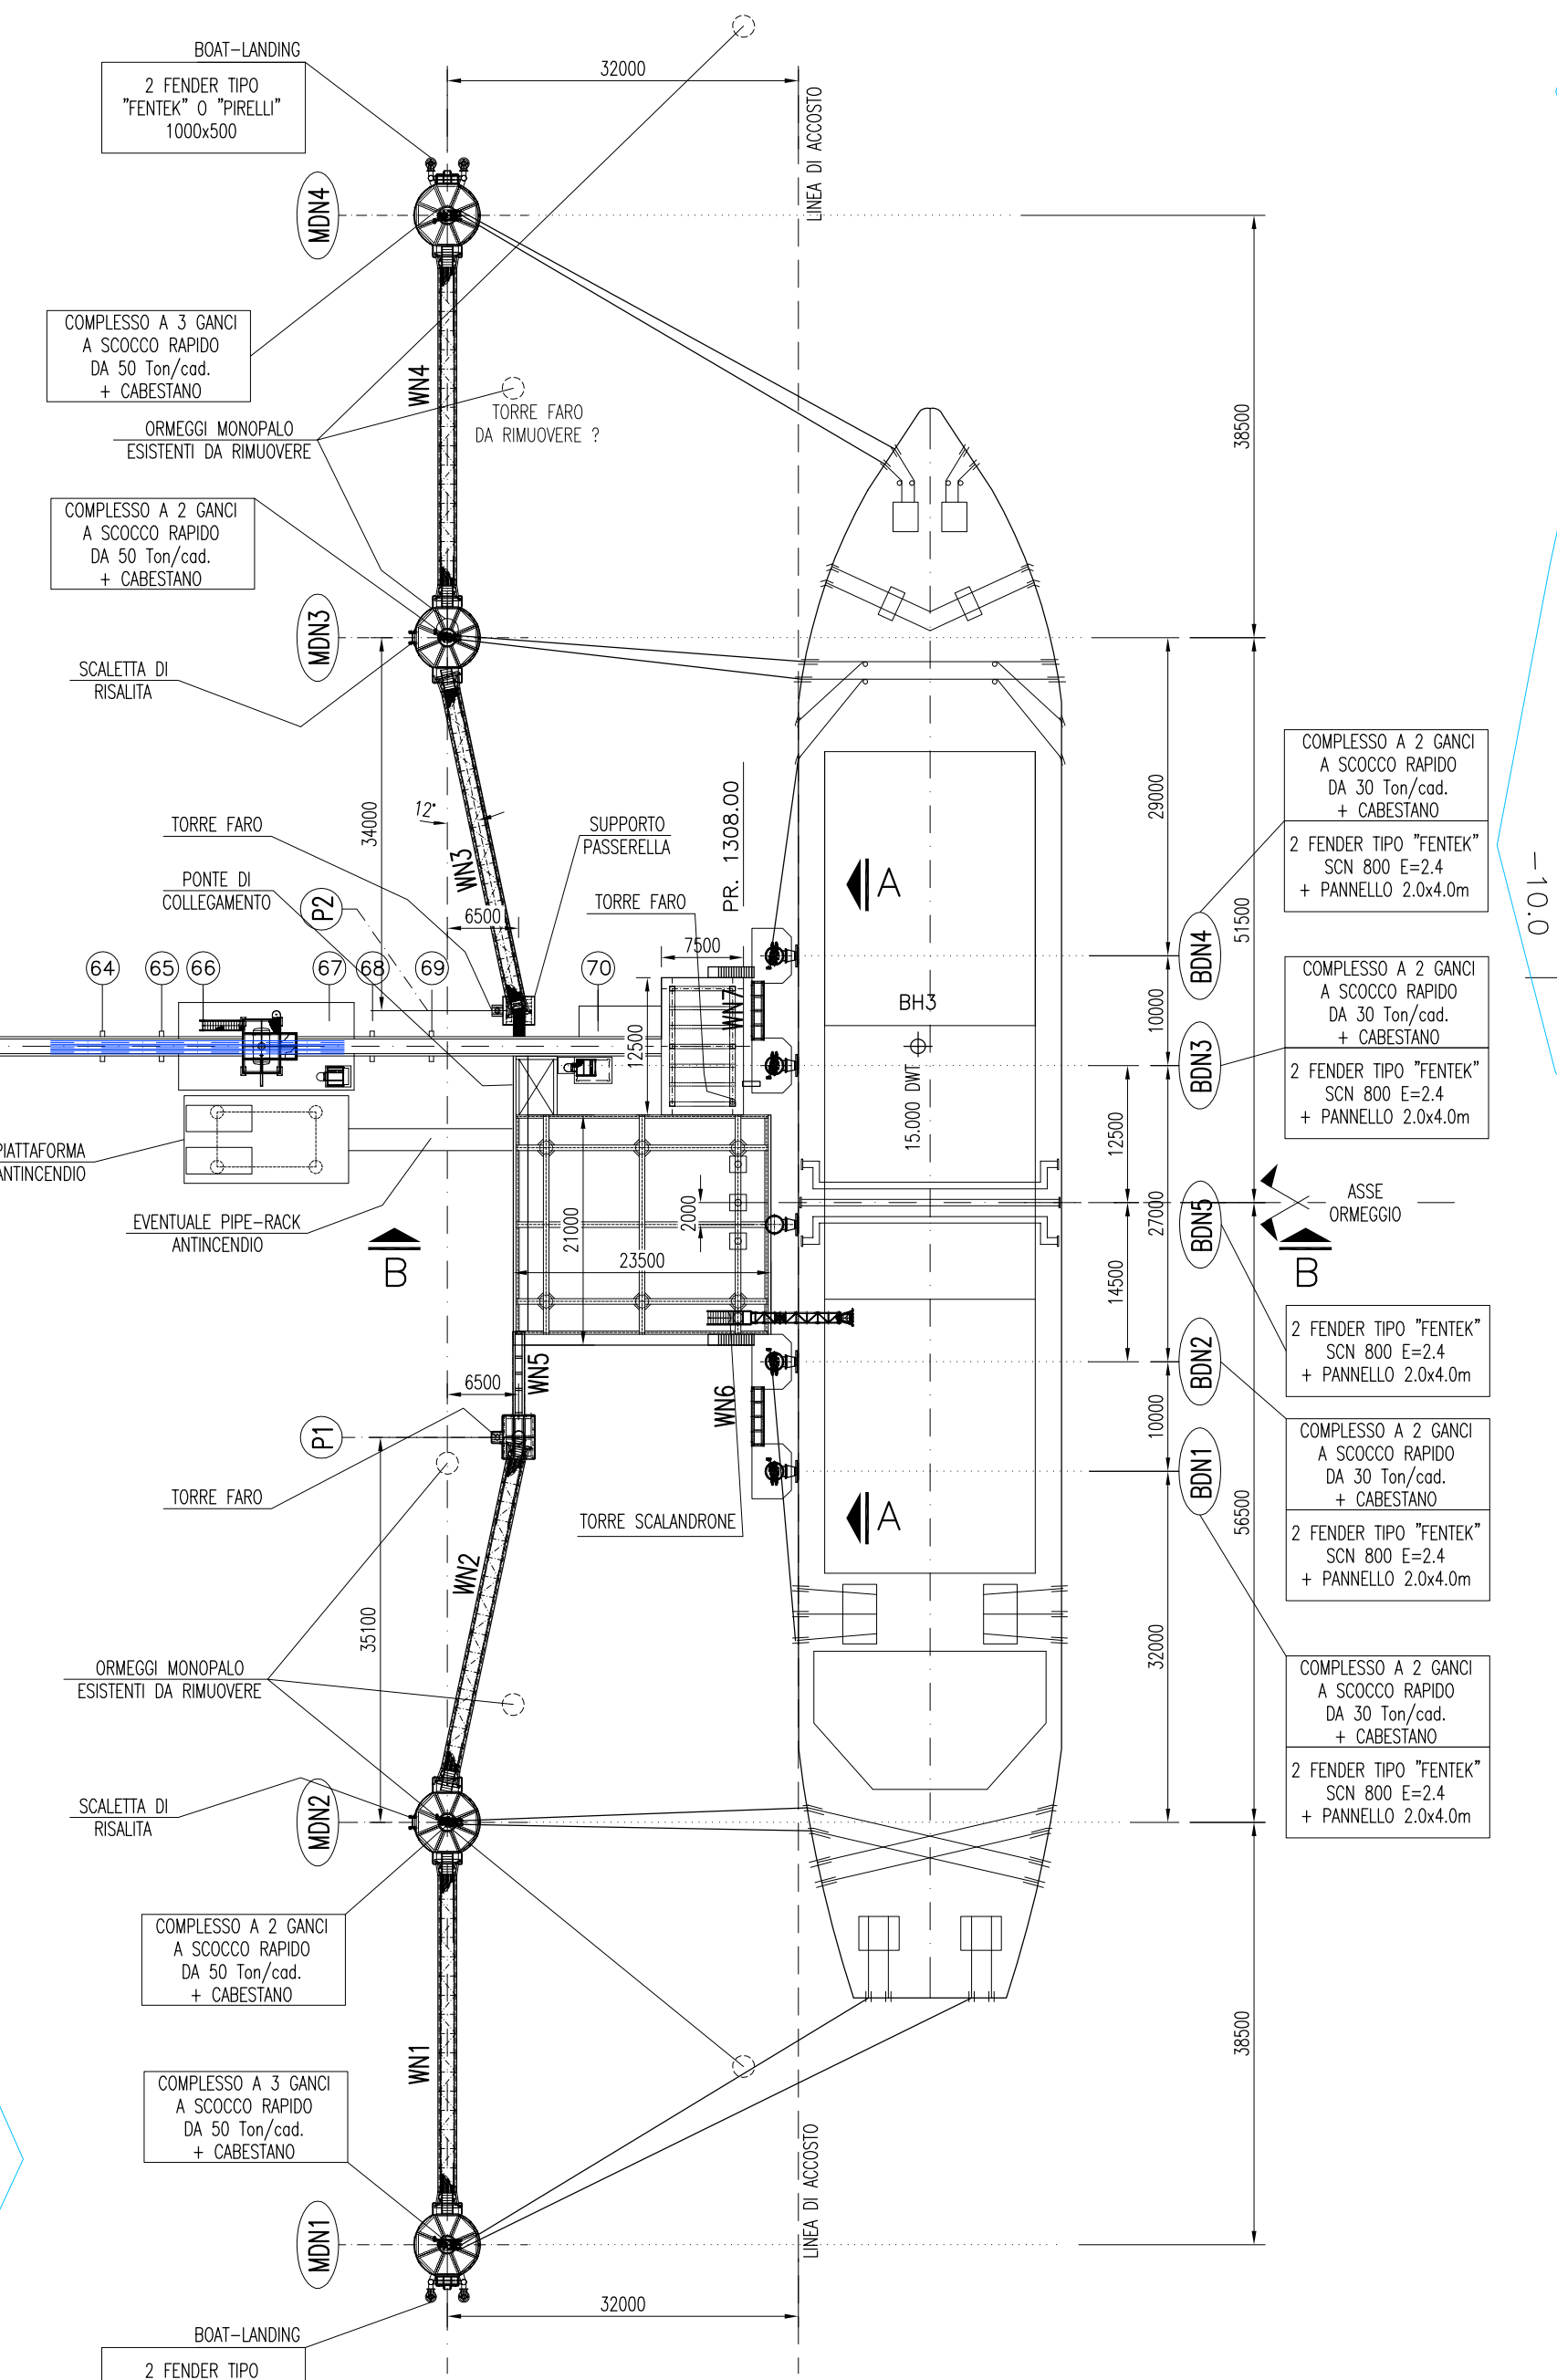 BOAT-LANDING
2 FENDER TIPO
"FENTEK" O "PIRELLI"
1000x500
32000
LINEA DI ACCOSTO
MDN4
COMPLESSO A 3 GANCI
A SCOCCO RAPIDO
DA 50 Ton/cad.
+ CABESTANO
WN4
TORRE FARO
DA RIMUOVERE ?
ORMEGGI MONOPALO
ESISTENTI DA RIMUOVERE
38500
COMPLESSO A 2 GANCI
A SCOCCO RAPIDO
DA 50 Ton/cad.
+ CABESTANO
MDN3
SCALETTA DI
RISALITA
34000
12°
WN3
TORRE FARO
SUPPORTO
PASSERELLA
PONTE DI
COLLEGAMENTO
P2
6500
TORRE FARO
PR. 1308.00
A
29000
51500
COMPLESSO A 2 GANCI
A SCOCCO RAPIDO
DA 30 Ton/cad.
+ CABESTANO
2 FENDER TIPO "FENTEK"
SCN 800 E=2.4
+ PANNELLO 2.0x4.0m
-10.0
BDN4
64
65
66
67
68
69
70
7500
12500
WN7
BH3
15.000 DWT
10000
BDN3
COMPLESSO A 2 GANCI
A SCOCCO RAPIDO
DA 30 Ton/cad.
+ CABESTANO
2 FENDER TIPO "FENTEK"
SCN 800 E=2.4
+ PANNELLO 2.0x4.0m
PIATTAFORMA
ANTINCENDIO
EVENTUALE PIPE-RACK
ANTINCENDIO
B
21000
2000
23500
12500
27000
14500
BDN5
ASSE
ORMEGGIO
B
2 FENDER TIPO "FENTEK"
SCN 800 E=2.4
+ PANNELLO 2.0x4.0m
BDN2
WN5
6500
WN6
P1
10000
COMPLESSO A 2 GANCI
A SCOCCO RAPIDO
DA 30 Ton/cad.
+ CABESTANO
2 FENDER TIPO "FENTEK"
SCN 800 E=2.4
+ PANNELLO 2.0x4.0m
BDN1
TORRE FARO
TORRE SCALANDRONE
A
56500
WN2
35100
32000
ORMEGGI MONOPALO
ESISTENTI DA RIMUOVERE
COMPLESSO A 2 GANCI
A SCOCCO RAPIDO
DA 30 Ton/cad.
+ CABESTANO
2 FENDER TIPO "FENTEK"
SCN 800 E=2.4
+ PANNELLO 2.0x4.0m
SCALETTA DI
RISALITA
MDN2
COMPLESSO A 2 GANCI
A SCOCCO RAPIDO
DA 50 Ton/cad.
+ CABESTANO
38500
WN1
COMPLESSO A 3 GANCI
A SCOCCO RAPIDO
DA 50 Ton/cad.
+ CABESTANO
LINEA DI ACCOSTO
MDN1
32000
BOAT-LANDING
2 FENDER TIPO